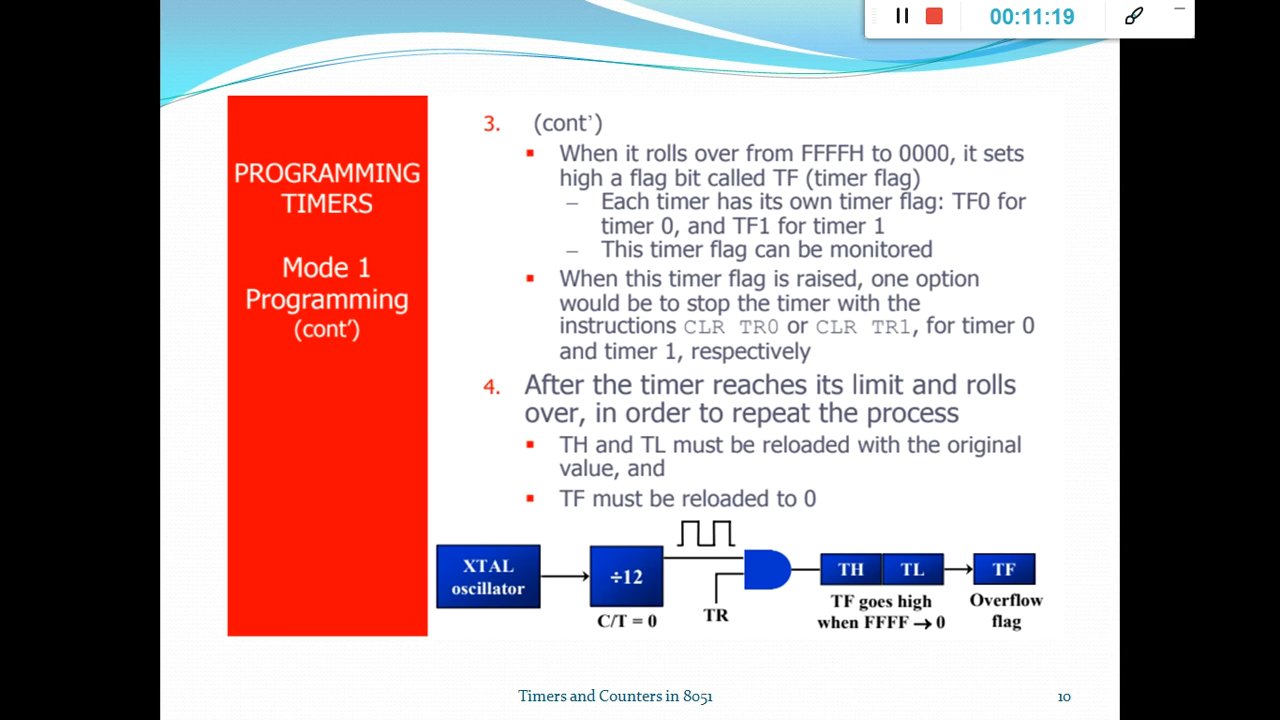 00:11:19
PROGRAMMING
TIMERS
Mode 1
Programming
(cont')
3. (cont')
▪ When it rolls over from FFFFH to 0000, it sets
high a flag bit called TF (timer flag)
– Each timer has its own timer flag: TF0 for
timer 0, and TF1 for timer 1
– This timer flag can be monitored
▪ When this timer flag is raised, one option
would be to stop the timer with the
instructions CLR TR0 or CLR TR1, for timer 0
and timer 1, respectively
4. After the timer reaches its limit and rolls
over, in order to repeat the process
▪ TH and TL must be reloaded with the original
value, and
▪ TF must be reloaded to 0
XTAL
oscillator
÷12
C/T = 0
TR
TH TL
TF goes high
when FFFF → 0
TF
Overflow
flag
Timers and Counters in 8051
10